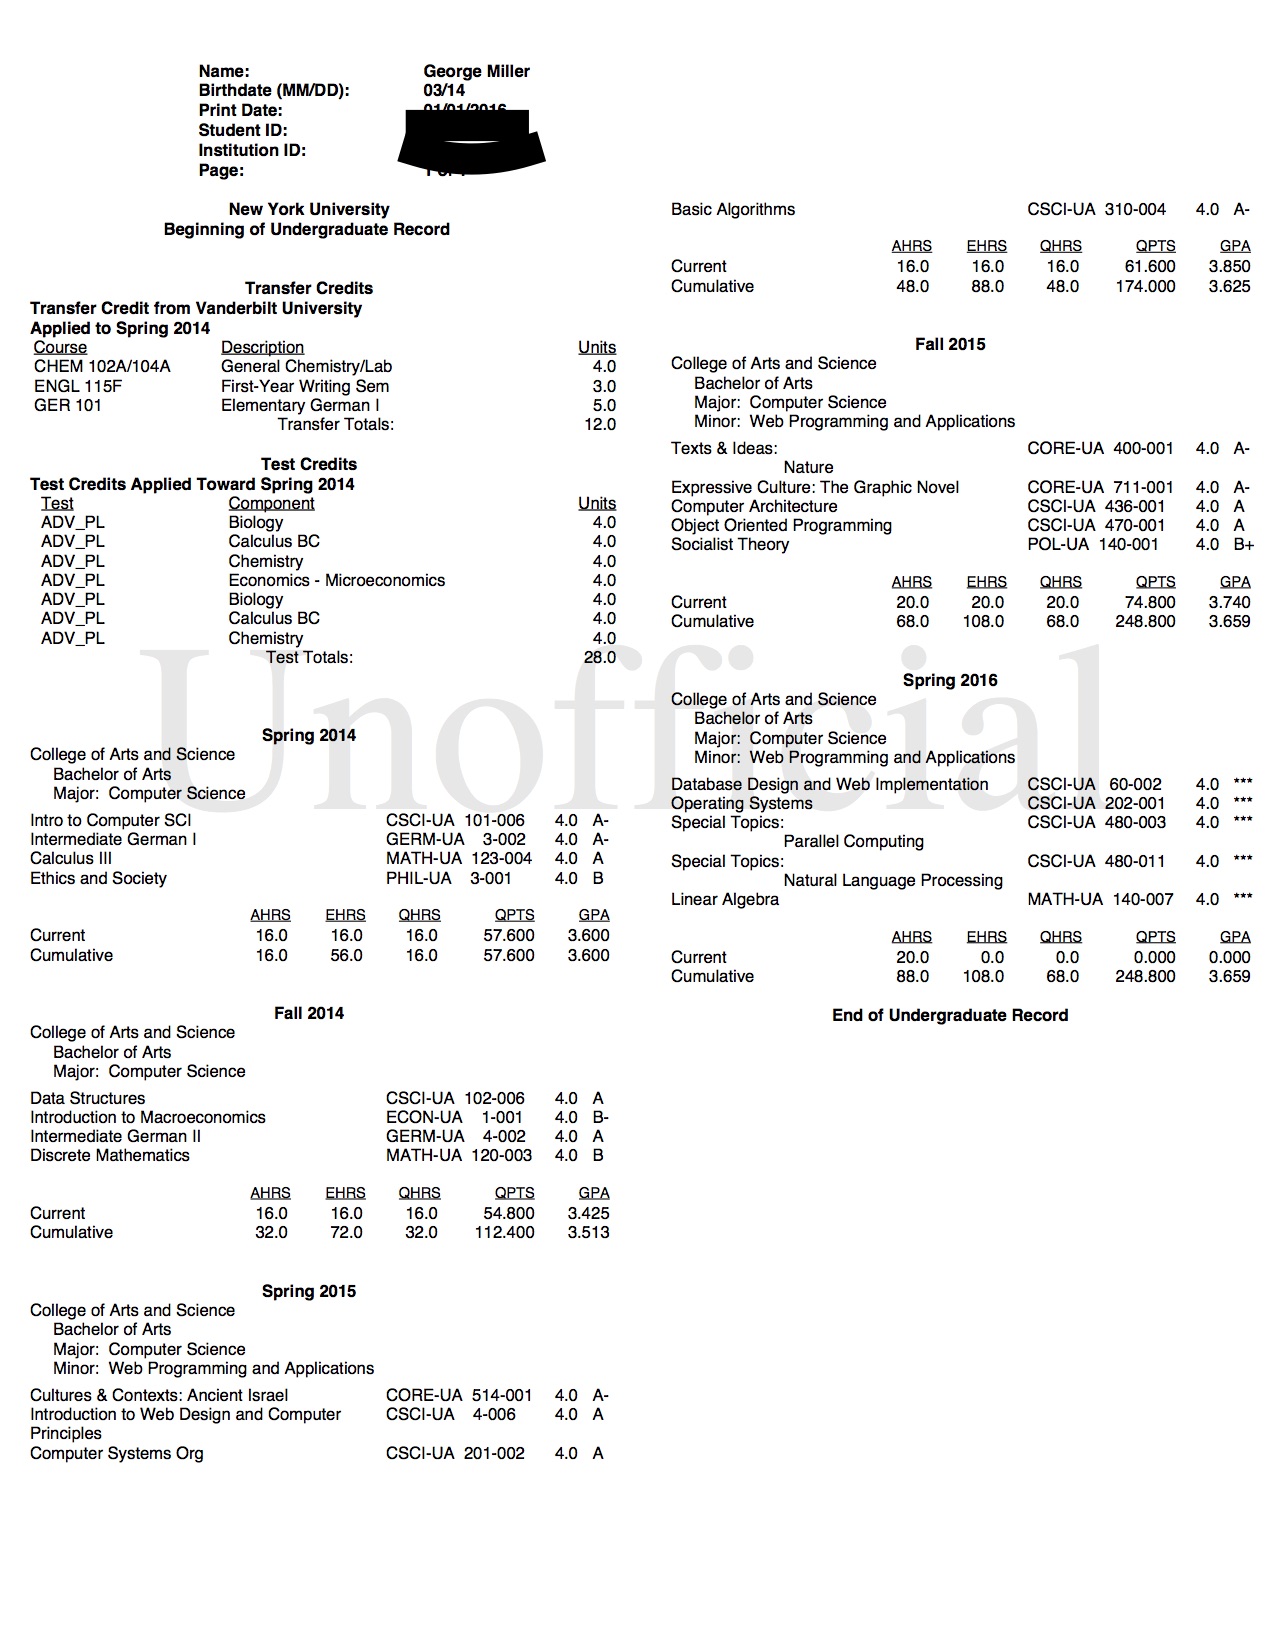 Name: George Miller
Birthdate (MM/DD): 03/14
Print Date: 01/01/2016
Student ID:
Institution ID:
Page:
New York University
Beginning of Undergraduate Record
Transfer Credits
Transfer Credit from Vanderbilt University
Applied to Spring 2014
Course Description Units
CHEM 102A/104A General Chemistry/Lab 4.0
ENGL 115F First-Year Writing Sem 3.0
GER 101 Elementary German I 5.0
Transfer Totals: 12.0
Test Credits
Test Credits Applied Toward Spring 2014
Test Component Units
ADV_PL Biology 4.0
ADV_PL Calculus BC 4.0
ADV_PL Chemistry 4.0
ADV_PL Economics - Microeconomics 4.0
ADV_PL Biology 4.0
ADV_PL Calculus BC 4.0
ADV_PL Chemistry 4.0
Test Totals: 28.0
Spring 2014
College of Arts and Science
Bachelor of Arts
Major: Computer Science
Intro to Computer SCI CSCI-UA 101-006 4.0 A-
Intermediate German I GERM-UA 3-002 4.0 A-
Calculus III MATH-UA 123-004 4.0 A
Ethics and Society PHIL-UA 3-001 4.0 B
AHRS EHRS QHRS QPTS GPA
Current 16.0 16.0 16.0 57.600 3.600
Cumulative 16.0 56.0 16.0 57.600 3.600
Fall 2014
College of Arts and Science
Bachelor of Arts
Major: Computer Science
Data Structures CSCI-UA 102-006 4.0 A
Introduction to Macroeconomics ECON-UA 1-001 4.0 B-
Intermediate German II GERM-UA 4-002 4.0 A
Discrete Mathematics MATH-UA 120-003 4.0 B
AHRS EHRS QHRS QPTS GPA
Current 16.0 16.0 16.0 54.800 3.425
Cumulative 32.0 72.0 32.0 112.400 3.513
Spring 2015
College of Arts and Science
Bachelor of Arts
Major: Computer Science
Minor: Web Programming and Applications
Cultures & Contexts: Ancient Israel CORE-UA 514-001 4.0 A-
Introduction to Web Design and Computer CSCI-UA 4-006 4.0 A
Principles
Computer Systems Org CSCI-UA 201-002 4.0 A
Basic Algorithms CSCI-UA 310-004 4.0 A-
AHRS EHRS QHRS QPTS GPA
Current 16.0 16.0 16.0 61.600 3.850
Cumulative 48.0 88.0 48.0 174.000 3.625
Fall 2015
College of Arts and Science
Bachelor of Arts
Major: Computer Science
Minor: Web Programming and Applications
Texts & Ideas: CORE-UA 400-001 4.0 A-
Nature
Expressive Culture: The Graphic Novel CORE-UA 711-001 4.0 A-
Computer Architecture CSCI-UA 436-001 4.0 A
Object Oriented Programming CSCI-UA 470-001 4.0 A
Socialist Theory POL-UA 140-001 4.0 B+
AHRS EHRS QHRS QPTS GPA
Current 20.0 20.0 20.0 74.800 3.740
Cumulative 68.0 108.0 68.0 248.800 3.659
Spring 2016
College of Arts and Science
Bachelor of Arts
Major: Computer Science
Minor: Web Programming and Applications
Database Design and Web Implementation CSCI-UA 60-002 4.0 ***
Operating Systems CSCI-UA 202-001 4.0 ***
Special Topics: CSCI-UA 480-003 4.0 ***
Parallel Computing
Special Topics: CSCI-UA 480-011 4.0 ***
Natural Language Processing
Linear Algebra MATH-UA 140-007 4.0 ***
AHRS EHRS QHRS QPTS GPA
Current 20.0 0.0 0.0 0.000 0.000
Cumulative 88.0 108.0 68.0 248.800 3.659
End of Undergraduate Record
Unofficial